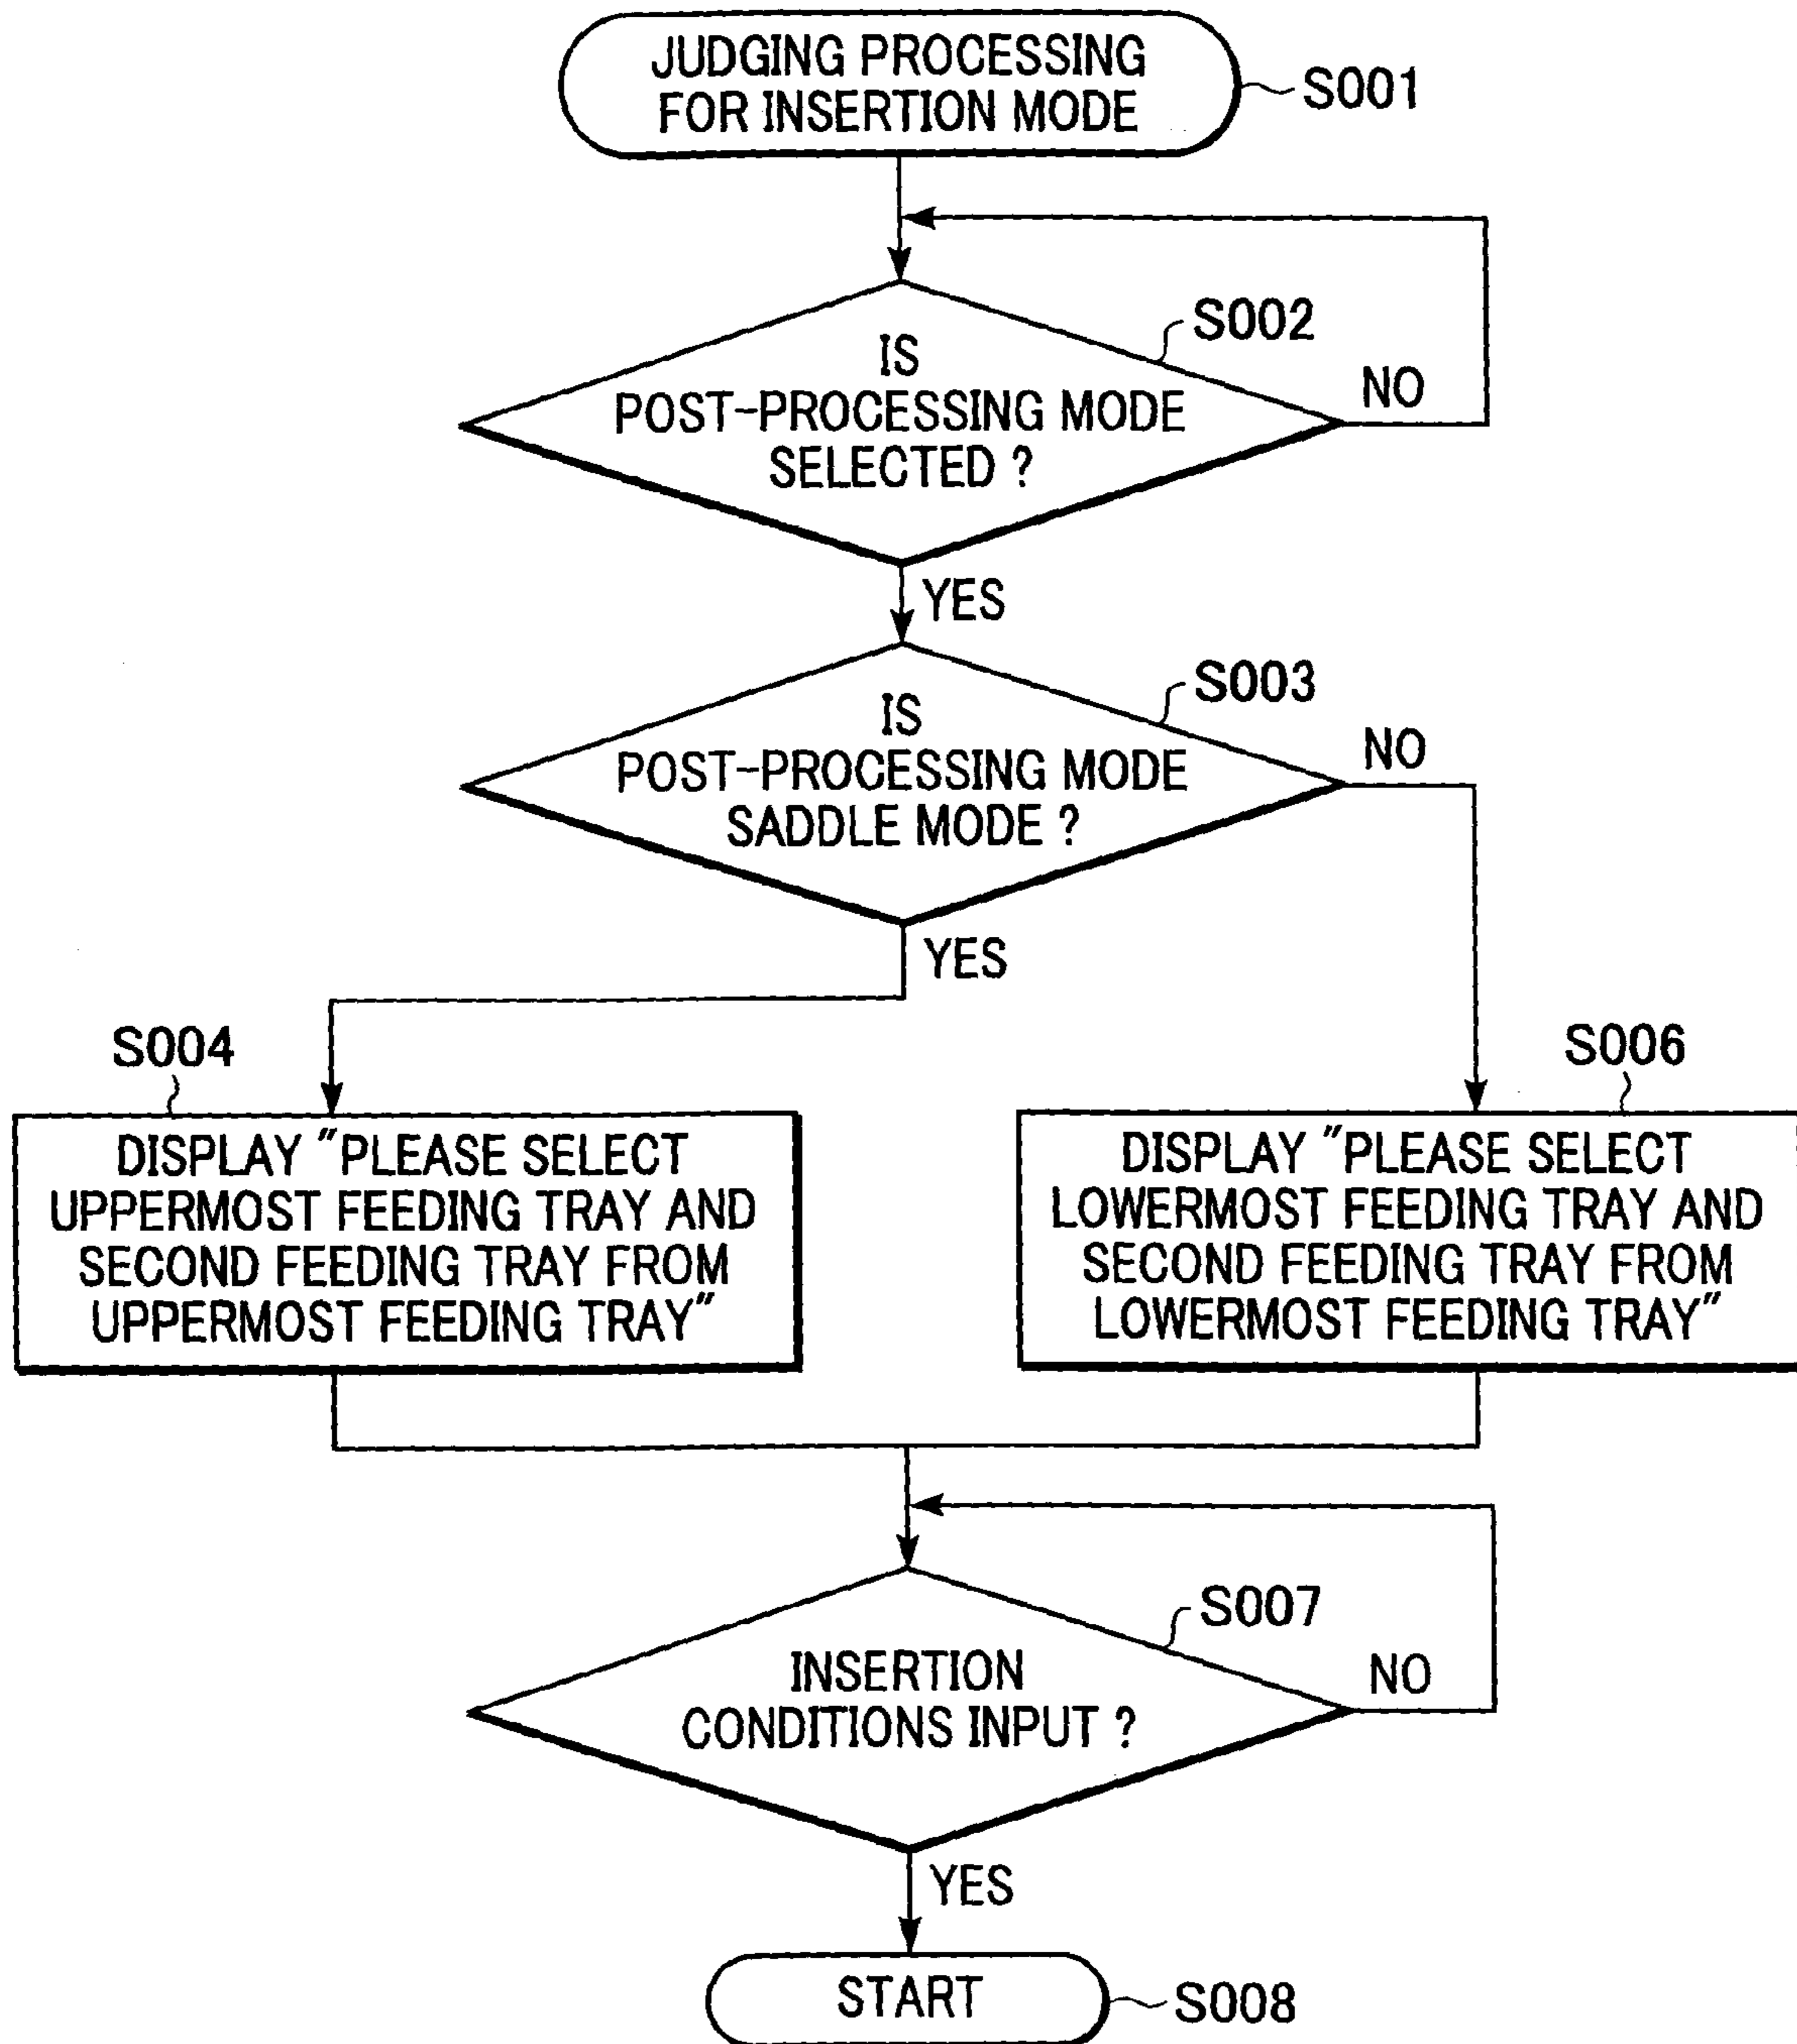 JUDGING PROCESSING
FOR INSERTION MODE
S001
S002
IS
POST-PROCESSING MODE
SELECTED ?
NO
YES
S003
IS
POST-PROCESSING MODE
SADDLE MODE ?
NO
YES
S004
DISPLAY "PLEASE SELECT
UPPERMOST FEEDING TRAY AND
SECOND FEEDING TRAY FROM
UPPERMOST FEEDING TRAY"
S006
DISPLAY "PLEASE SELECT
LOWERMOST FEEDING TRAY AND
SECOND FEEDING TRAY FROM
LOWERMOST FEEDING TRAY"
S007
INSERTION
CONDITIONS INPUT ?
NO
YES
START
S008